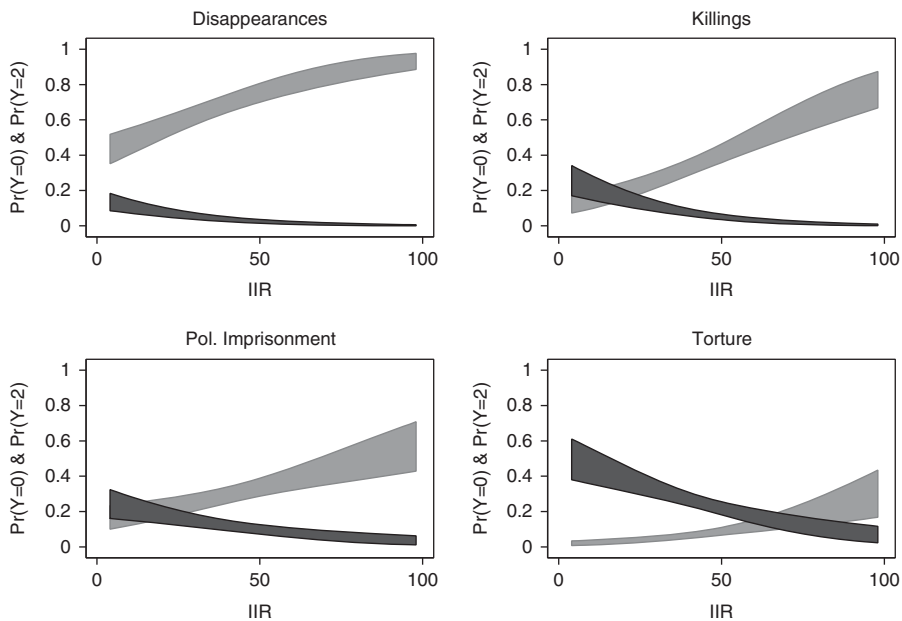 Disappearances
Pr(Y=0) & Pr(Y=2)
1
0.8
0.6
0.4
0.2
0
0 50 100
IIR
Killings
Pr(Y=0) & Pr(Y=2)
1
0.8
0.6
0.4
0.2
0
0 50 100
IIR
Pol. Imprisonment
Pr(Y=0) & Pr(Y=2)
1
0.8
0.6
0.4
0.2
0
0 50 100
IIR
Torture
Pr(Y=0) & Pr(Y=2)
1
0.8
0.6
0.4
0.2
0
0 50 100
IIR